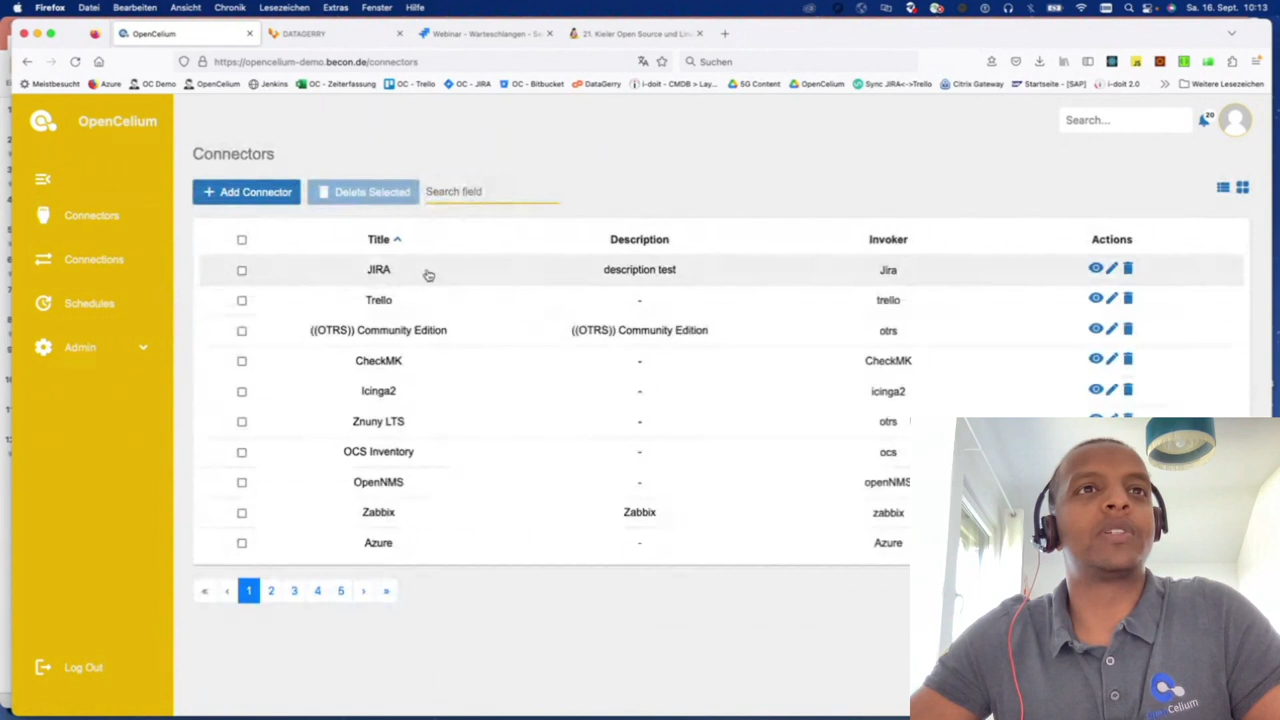 Firefox Datei Bearbeiten Ansicht Chronik Lesezeichen Extras Fenster Hilfe Sa. 16. Sept. 10:13
OpenCelium DATAGERRY Webinar - Warteschlangen - Se 21. Kieler Open Source und Lin
https://opencelium-demo.becon.de/connectors Suchen
Meistbesucht Azure OC Demo OpenCelium Jenkins OC - Zeiterfassung OC - Trello OC - JIRA OC - Bitbucket DataGerry i-doit - CMDB > Lay... 5G Content OpenCelium Sync JIRA<->Trello Citrix Gateway Startseite - [SAP] i-doit 2.0 Weitere Lesezeichen
OpenCelium
Search... 20
Connectors
Add Connector Delete Selected Search field
Connectors
Connections
Schedules
Admin
Log Out
Title Description Invoker Actions
JIRA description test Jira
Trello - trello
((OTRS)) Community Edition ((OTRS)) Community Edition otrs
CheckMK - CheckMK
Icinga2 - icinga2
Znuny LTS - otrs
OCS Inventory - ocs
OpenNMS - openNMS
Zabbix Zabbix zabbix
Azure - Azure
« ‹ 1 2 3 4 5 › »